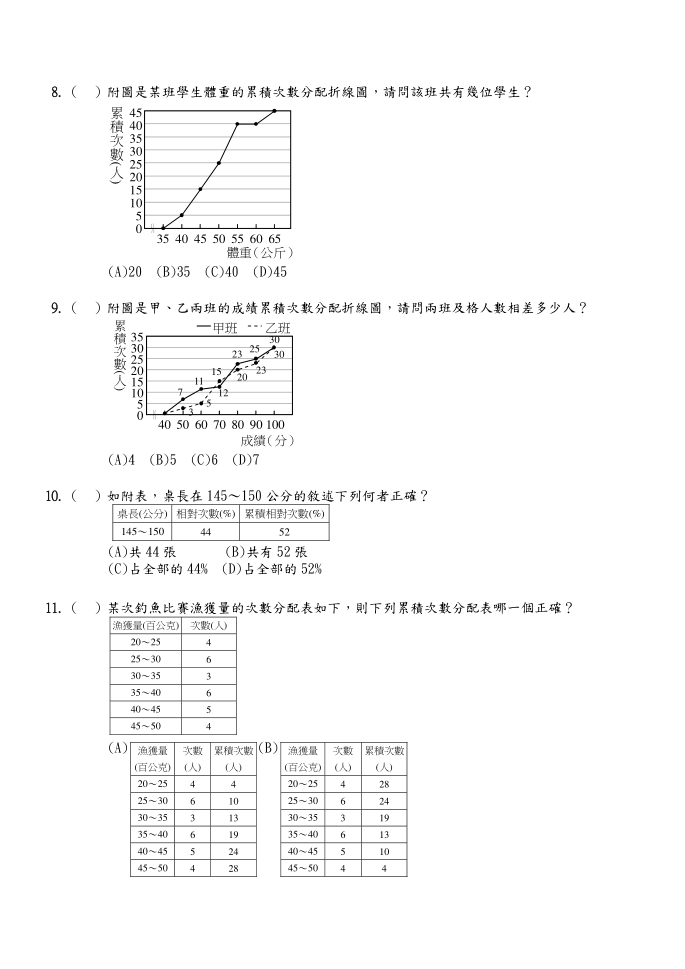 8. (　) 附圖是某班學生體重的累積次數分配折線圖，請問該班共有幾位學生？
累積次數(人)
45
40
35
30
25
20
15
10
5
0
35 40 45 50 55 60 65
體重(公斤)
(A)20 (B)35 (C)40 (D)45
9. (　) 附圖是甲、乙兩班的成績累積次數分配折線圖，請問兩班及格人數相差多少人？
累積次數(人)
甲班 乙班
35
30
25
20
15
10
5
0
7 11 15 23 25 30
3 5 12 20 23 30
40 50 60 70 80 90 100
成績(分)
(A)4 (B)5 (C)6 (D)7
10. (　) 如附表，桌長在 145～150 公分的敘述下列何者正確？
桌長(公分) 相對次數(%) 累積相對次數(%)
145～150 44 52
(A)共 44 張 (B)共有 52 張
(C)占全部的 44% (D)占全部的 52%
11. (　) 某次釣魚比賽漁獲量的次數分配表如下，則下列累積次數分配表哪一個正確？
漁獲量(百公克) 次數(人)
20～25 4
25～30 6
30～35 3
35～40 6
40～45 5
45～50 4
(A)
漁獲量 次數 累積次數
(百公克) (人) (人)
20～25 4 4
25～30 6 10
30～35 3 13
35～40 6 19
40～45 5 24
45～50 4 28
(B)
漁獲量 次數 累積次數
(百公克) (人) (人)
20～25 4 28
25～30 6 24
30～35 3 19
35～40 6 13
40～45 5 10
45～50 4 4